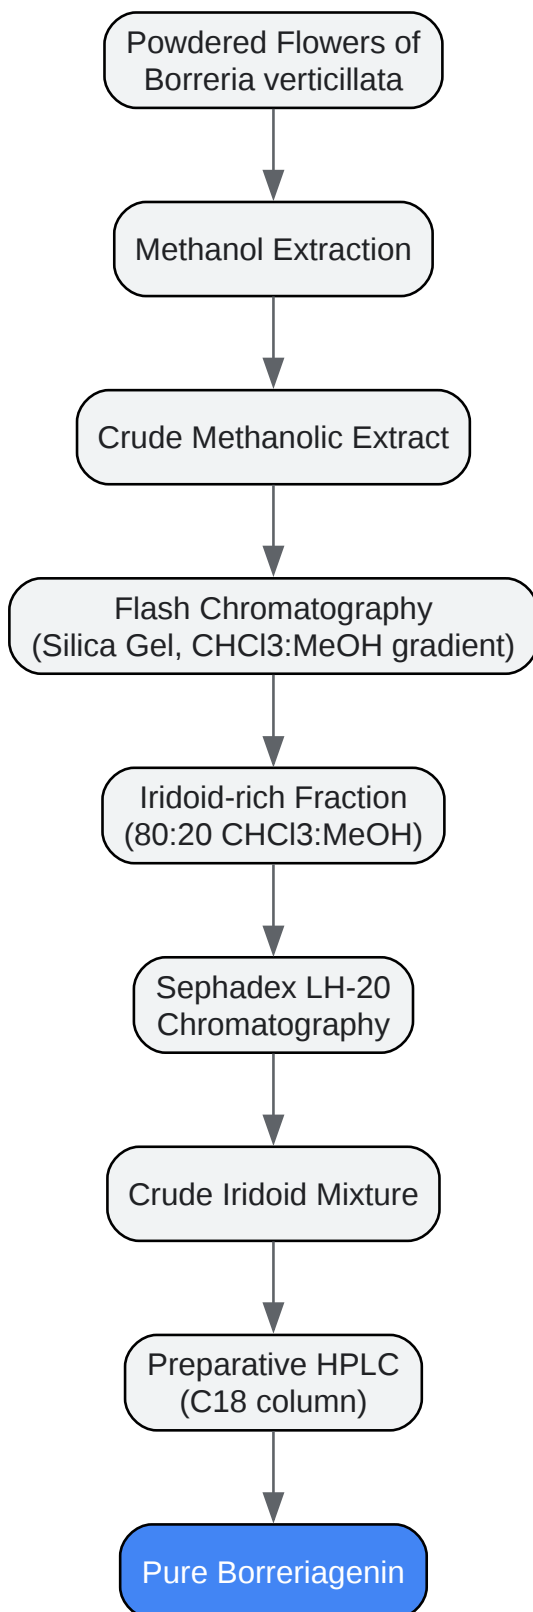 Powdered Flowers of
Borreria verticillata
Methanol Extraction
Crude Methanolic Extract
Flash Chromatography
(Silica Gel, CHCl3:MeOH gradient)
Iridoid-rich Fraction
(80:20 CHCl3:MeOH)
Sephadex LH-20
Chromatography
Crude Iridoid Mixture
Preparative HPLC
(C18 column)
Pure Borreriagenin